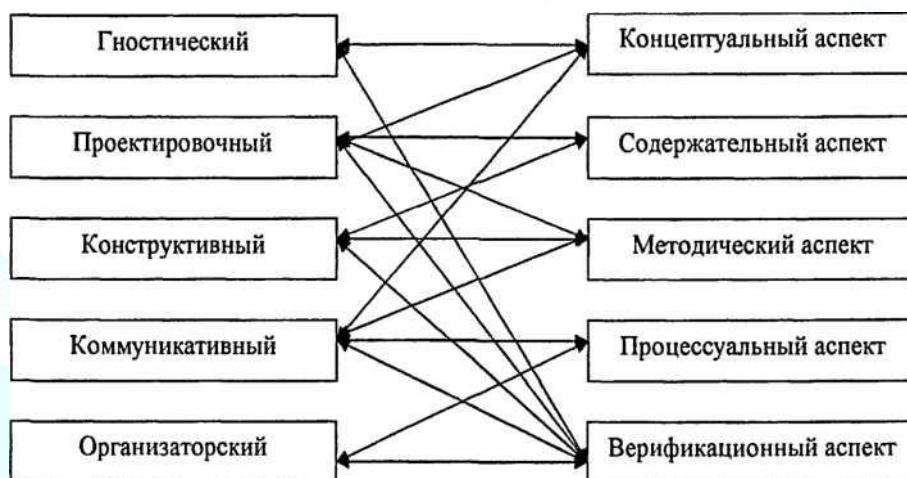 Гностический
Концептуальный аспект
Проектировочный
Содержательный аспект
Конструктивный
Методический аспект
Коммуникативный
Процессуальный аспект
Организаторский
Верификационный аспект